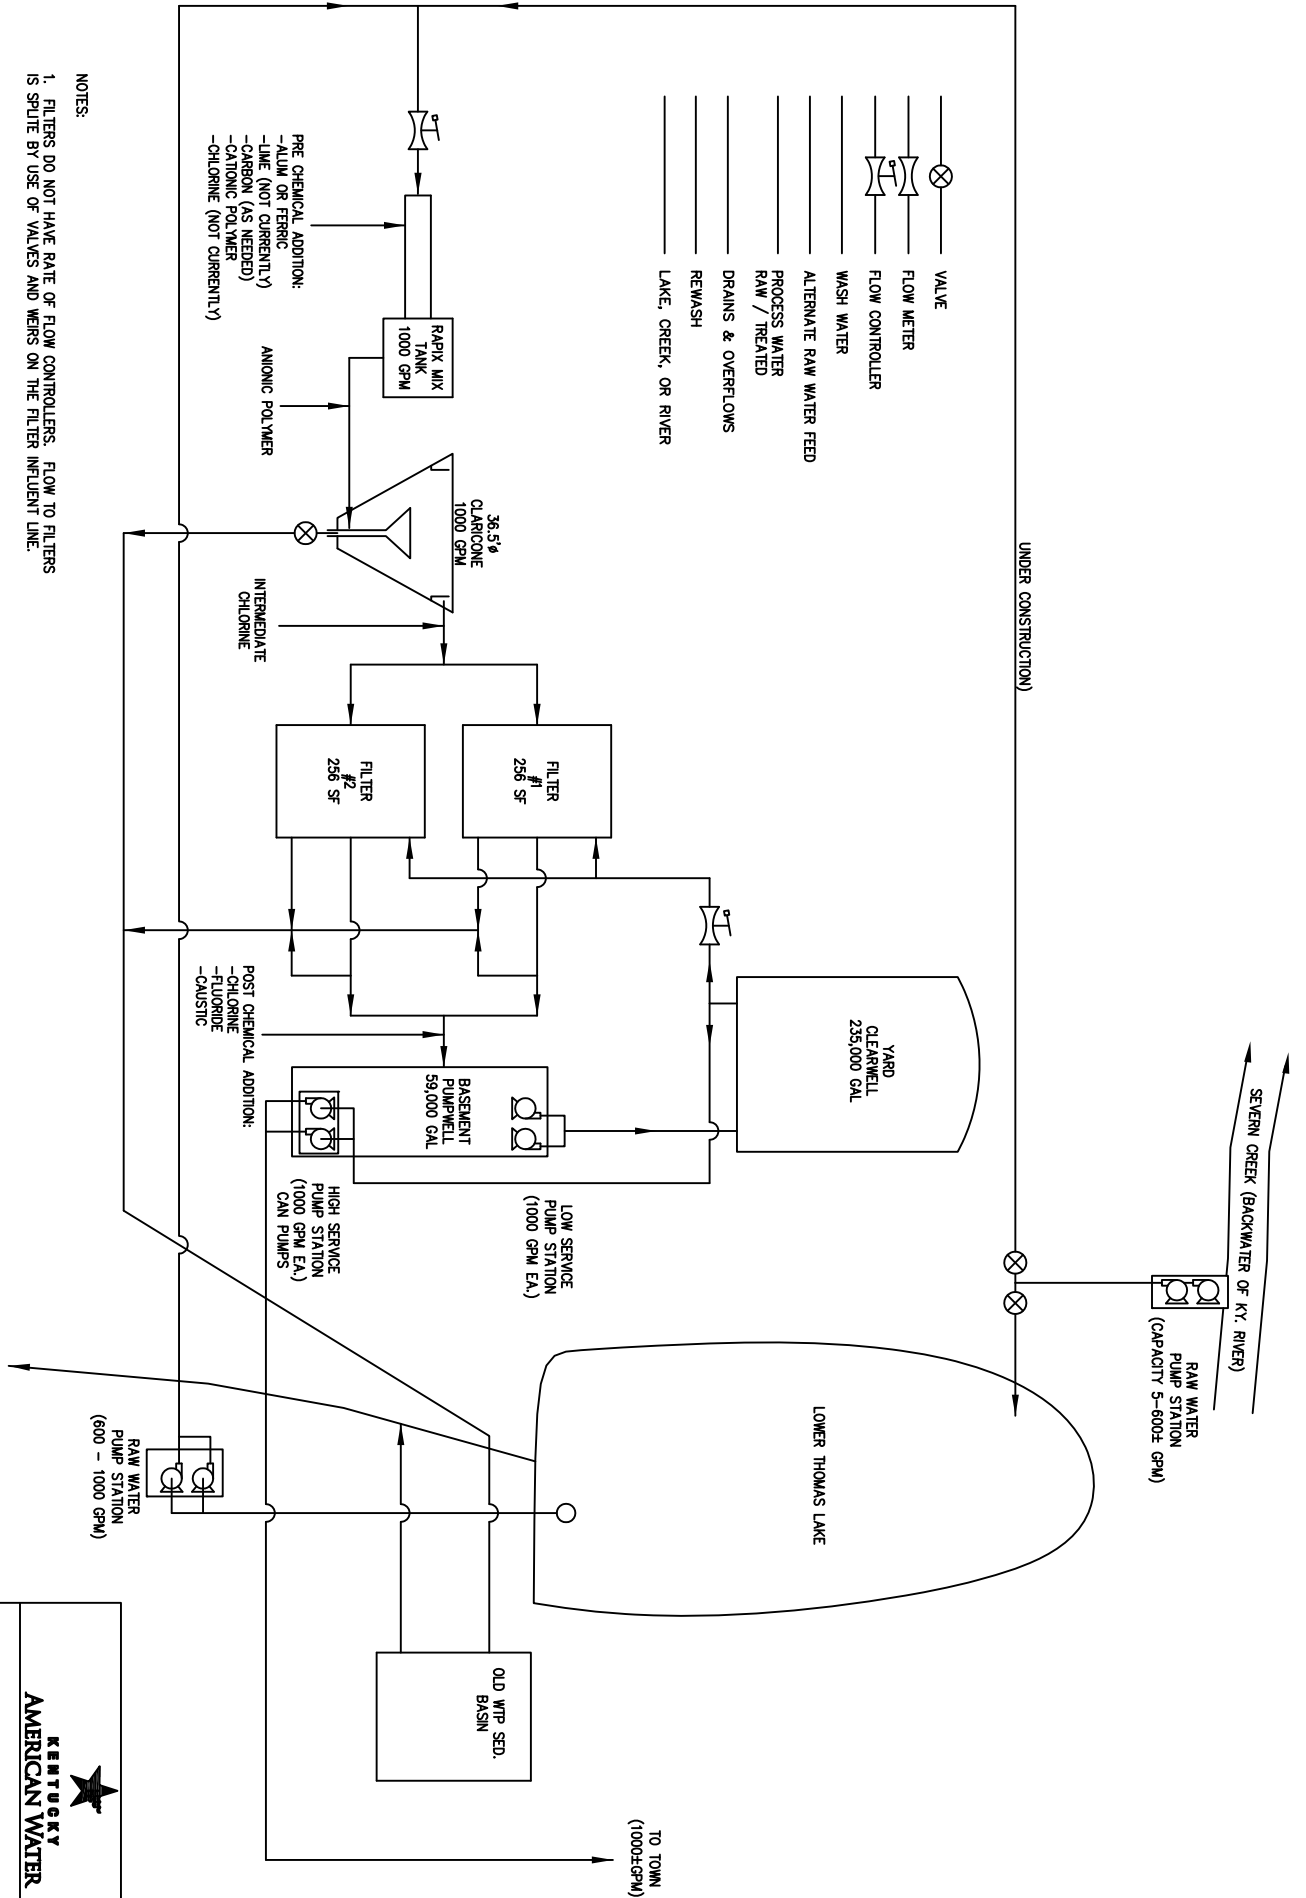 SEVERN CREEK (BACKWATER OF KY. RIVER)
RAW WATER
PUMP STATION
(CAPACITY 5-600± GPM)
UNDER CONSTRUCTION)
VALVE
FLOW METER
FLOW CONTROLLER
WASH WATER
ALTERNATE RAW WATER FEED
PROCESS WATER
RAW / TREATED
DRAINS & OVERFLOWS
REWASH
LAKE, CREEK, OR RIVER
YARD
CLEARWELL
235,000 GAL
LOWER THOMAS LAKE
RAPIX MIX
TANK
1000 GPM
36.5'ø
CLARICONE
1000 GPM
FILTER
#1
256 SF
FILTER
#2
256 SF
LOW SERVICE
PUMP STATION
(1000 GPM EA.)
BASEMENT
PUMPWELL
59,000 GAL
HIGH SERVICE
PUMP STATION
(1000 GPM EA.)
CAN PUMPS
OLD WTP SED.
BASIN
TO TOWN
(1000±GPM)
PRE CHEMICAL ADDITION:
-ALUM OR FERRIC
-LIME (NOT CURRENTLY)
-CARBON (AS NEEDED)
-CATIONIC POLYMER
-CHLORINE (NOT CURRENTLY)
ANIONIC POLYMER
INTERMEDIATE
CHLORINE
POST CHEMICAL ADDITION:
-CHLORINE
-FLUORIDE
-CAUSTIC
RAW WATER
PUMP STATION
(600 - 1000 GPM)
NOTES:
1. FILTERS DO NOT HAVE RATE OF FLOW CONTROLLERS. FLOW TO FILTERS
IS SPLITE BY USE OF VALVES AND WEIRS ON THE FILTER INFLUENT LINE.
KENTUCKY
AMERICAN WATER